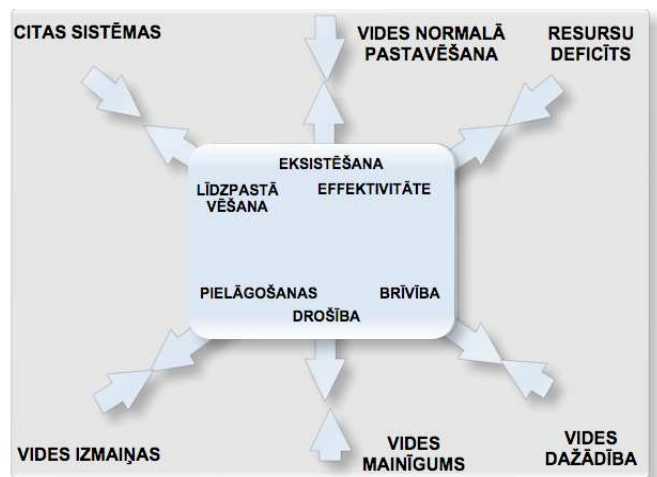 CITAS SISTĒMAS
VIDES NORMALĀ
PASTAVĒŠANA
RESURSU
DEFICĪTS
EKSISTĒŠANA
LĪDZPASTĀ
VĒŠANA
EFFEKTIVITĀTE
PIELĀGOŠANAS
BRĪVĪBA
DROŠĪBA
VIDES IZMAIŅAS
VIDES
MAINĪGUMS
VIDES
DAŽĀDĪBA